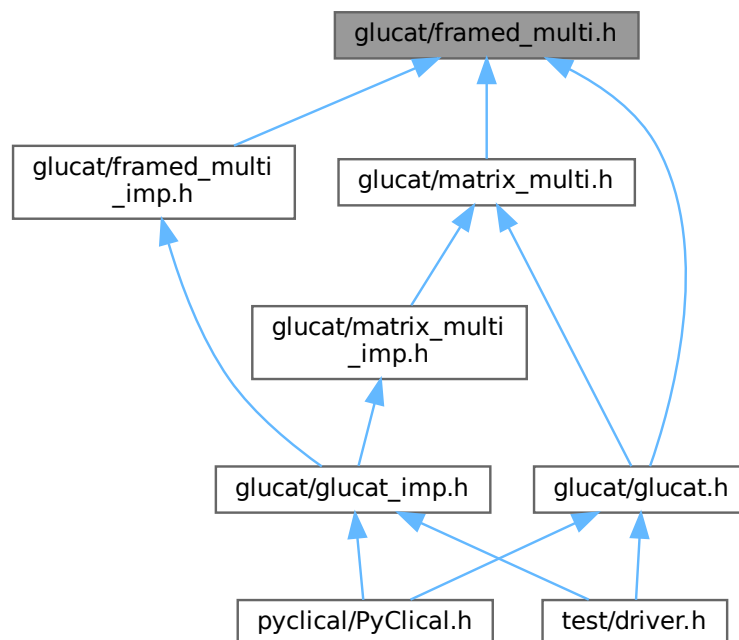 glucat/framed_multi.h
glucat/framed_multi
_imp.h
glucat/matrix_multi.h
glucat/matrix_multi
_imp.h
glucat/glucat_imp.h
glucat/glucat.h
pyclical/PyClical.h
test/driver.h